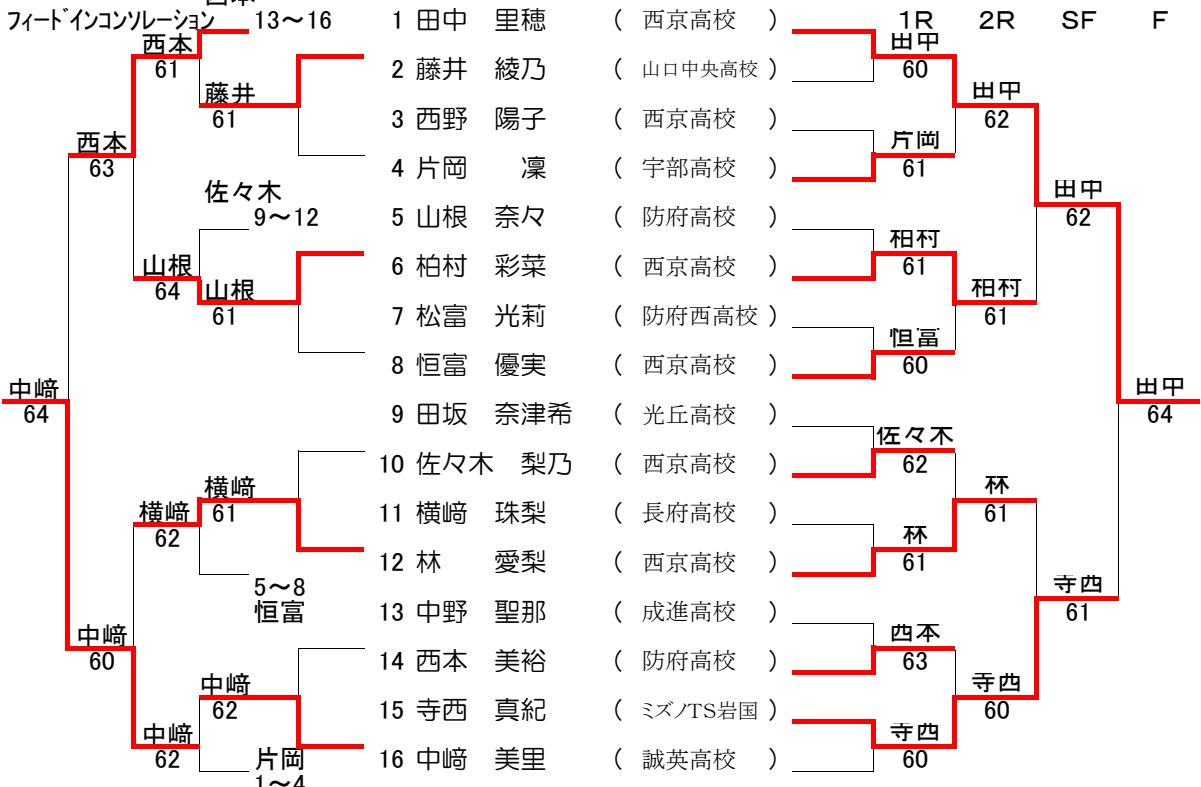 西本
フィードインコンソレーション 13～16
西本
61
藤井
61
西本
63
佐々木
9～12
山根
64
山根
61
中﨑
64
横﨑
61
横﨑
62
5～8
恒富
中﨑
60
中﨑
62
中﨑
62
片岡
1～4
1 田中 里穂 ( 西京高校 )
2 藤井 綾乃 ( 山口中央高校 )
3 西野 陽子 ( 西京高校 )
4 片岡 凜 ( 宇部高校 )
5 山根 奈々 ( 防府高校 )
6 柏村 彩菜 ( 西京高校 )
7 松富 光莉 ( 防府西高校 )
8 恒富 優実 ( 西京高校 )
9 田坂 奈津希 ( 光丘高校 )
10 佐々木 梨乃 ( 西京高校 )
11 横﨑 珠梨 ( 長府高校 )
12 林 愛梨 ( 西京高校 )
13 中野 聖那 ( 成進高校 )
14 西本 美裕 ( 防府高校 )
15 寺西 真紀 ( ミズノTS岩国 )
16 中﨑 美里 ( 誠英高校 )
1R 2R SF F
田中
60
田中
62
片岡
61
田中
62
柏村
61
柏村
61
恒富
60
田中
64
佐々木
62
林
61
林
61
寺西
61
西本
63
寺西
60
寺西
60